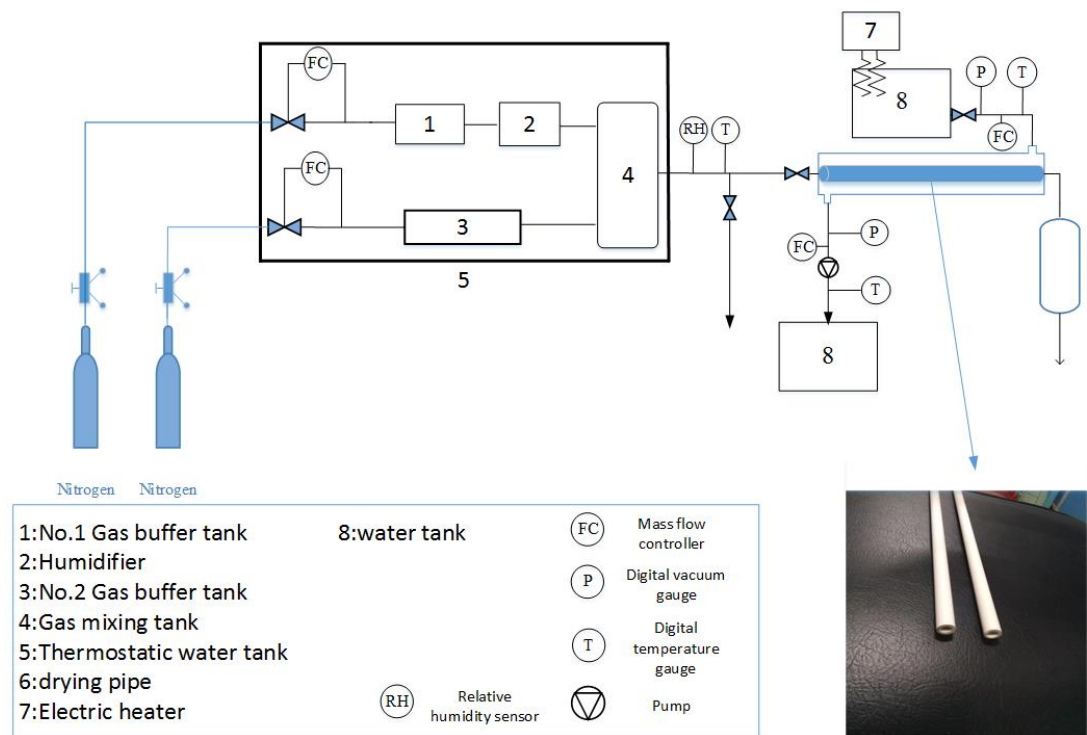 7
FC
P
T
8
FC
1
2
RH
T
4
FC
3
P
FC
5
T
8
Nitrogen
Nitrogen
1:No.1 Gas buffer tank
2:Humidifier
3:No.2 Gas buffer tank
4:Gas mixing tank
5:Thermostatic water tank
6:drying pipe
7:Electric heater
8:water tank
RH
Relative
humidity sensor
FC
Mass flow
controller
P
Digital vacuum
gauge
T
Digital
temperature
gauge
Pump